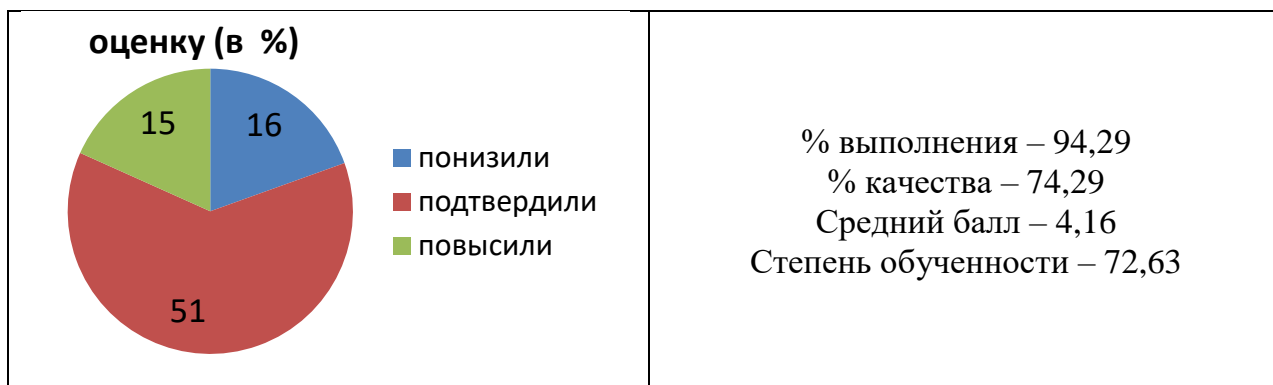 оценку (в %)
15
16
51
понизили
подтвердили
повысили
% выполнения – 94,29
% качества – 74,29
Средний балл – 4,16
Степень обученности – 72,63